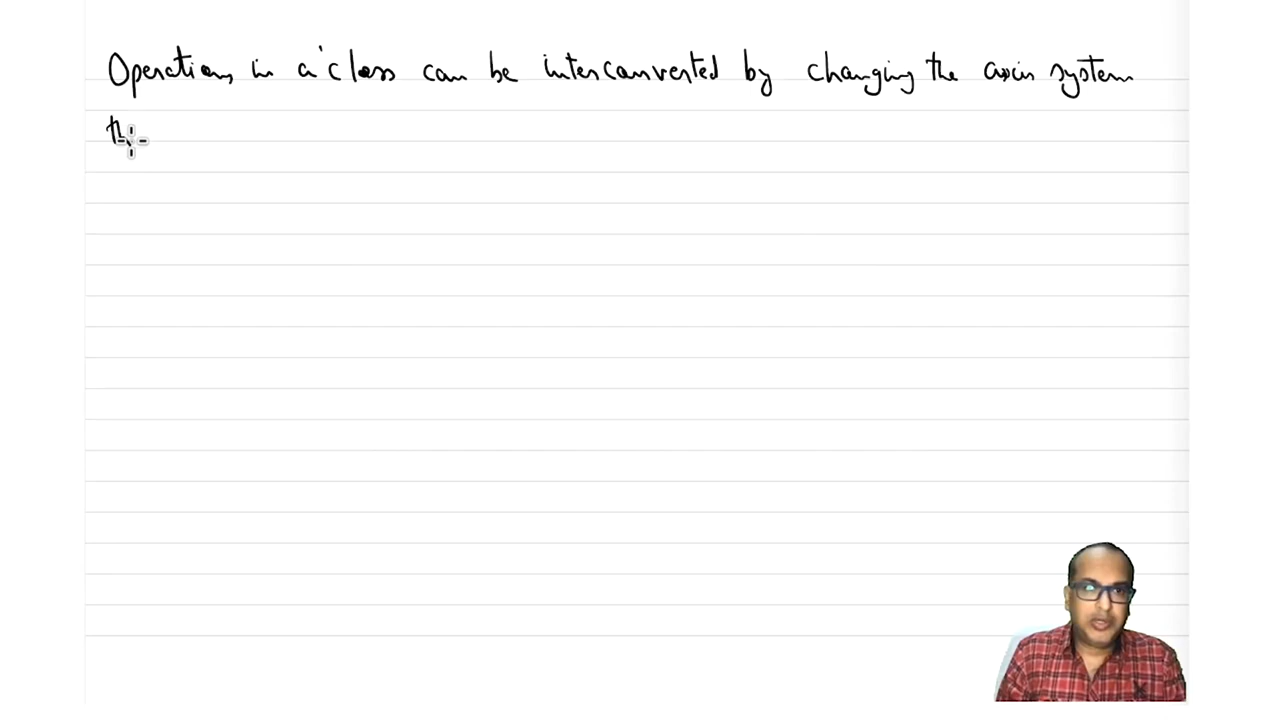 Operations in a 'class can be interconverted by changing the axis system